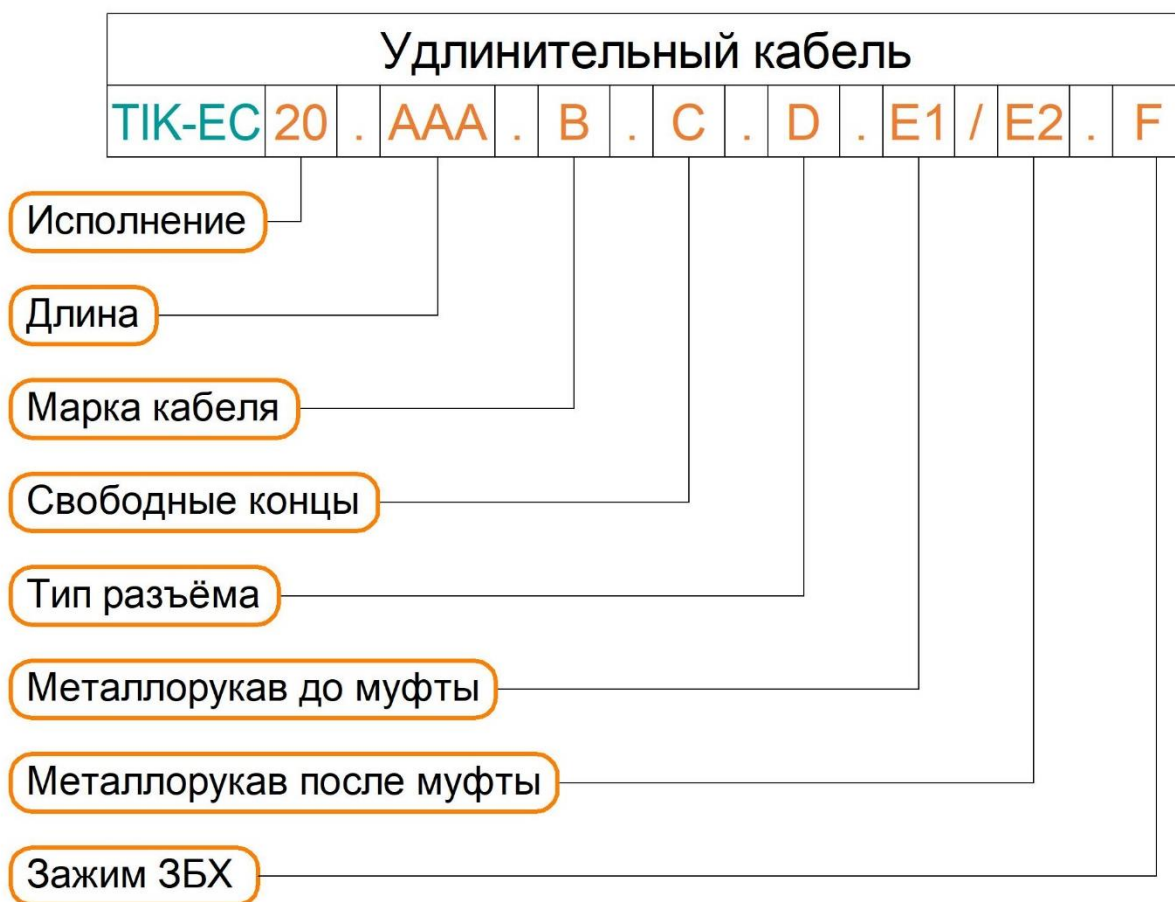 Удлинительный кабель
TIK-EC 20 . AAA . B . C . D . E1 / E2 . F
Исполнение
Длина
Марка кабеля
Свободные концы
Тип разъёма
Металлорукав до муфты
Металлорукав после муфты
Зажим ЗБХ